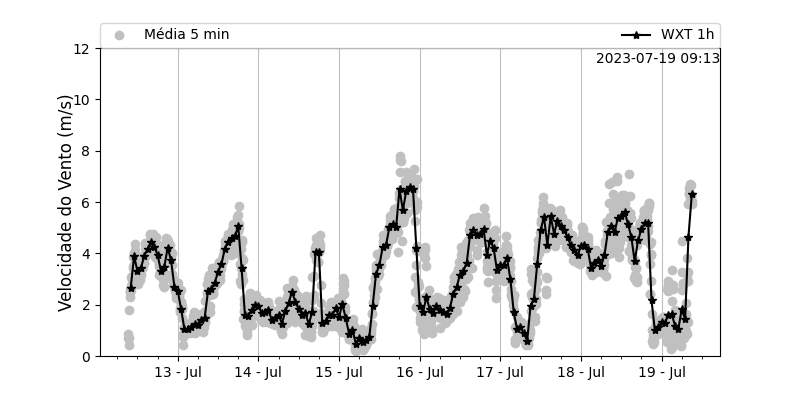 Média 5 min
WXT 1h
2023-07-19 09:13
Velocidade do Vento (m/s)
12
10
8
6
4
2
0
13 - Jul
14 - Jul
15 - Jul
16 - Jul
17 - Jul
18 - Jul
19 - Jul